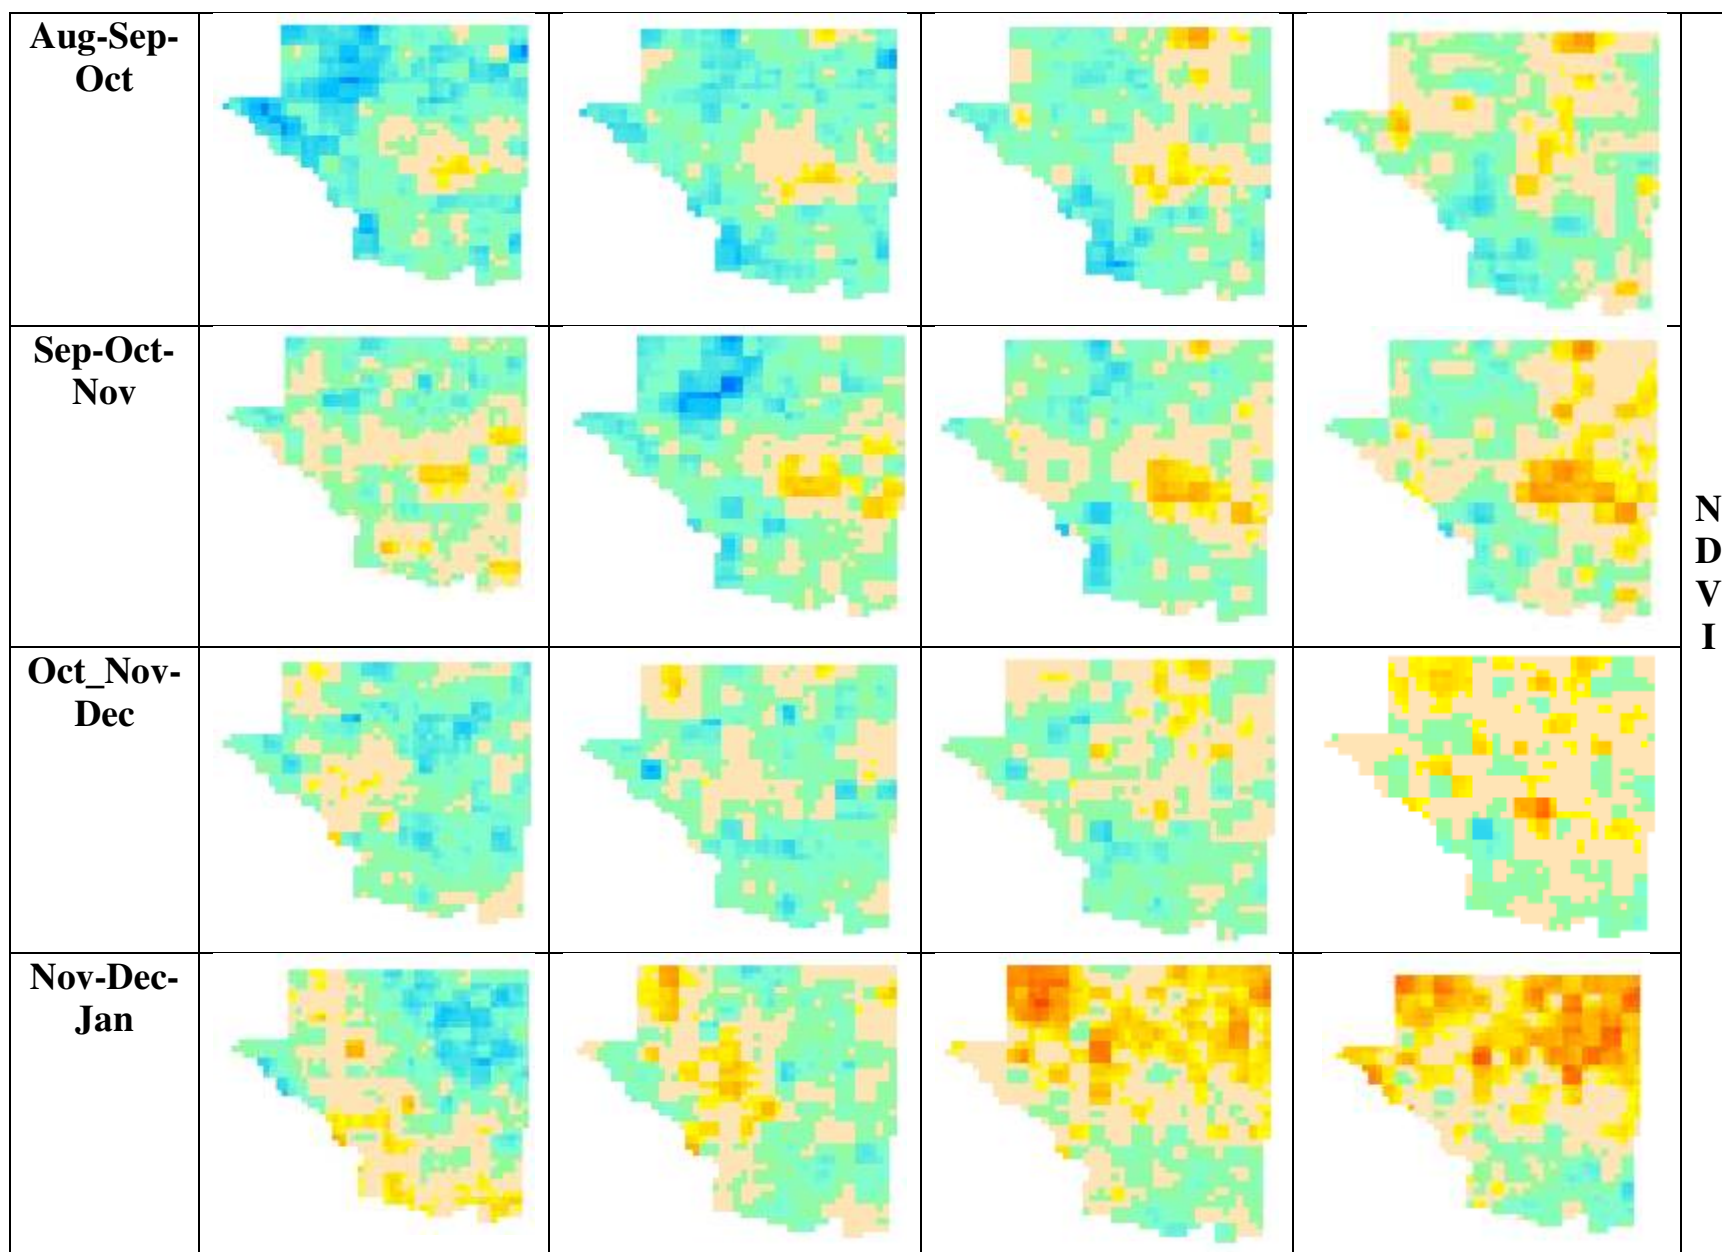 Aug-Sep-
Oct
Sep-Oct-
Nov
Oct_Nov-
Dec
Nov-Dec-
Jan
N
D
V
I